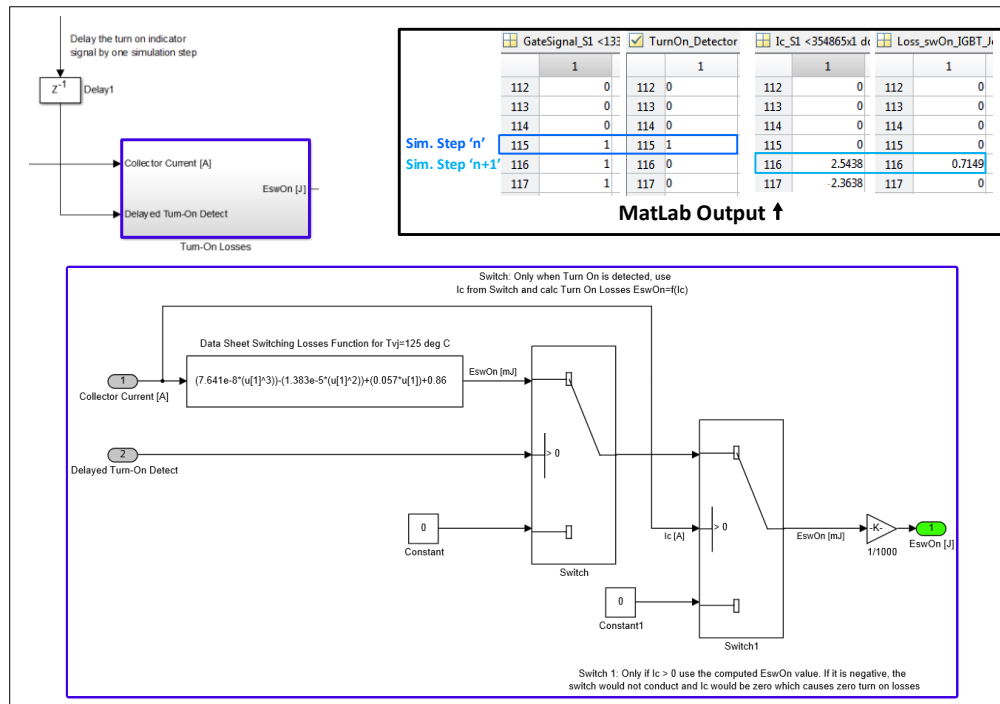 Delay the turn on indicator
signal by one simulation step
Z-1
Delay1
Collector Current [A]
EswOn [J]
Delayed Turn-On Detect
Turn-On Losses
GateSignal_S1 <133 TurnOn_Detector Ic_S1 <354865x1 do Loss_swOn_IGBT_J
1 1 1 1
112 0 112 0 112 0 112 0
113 0 113 0 113 0 113 0
114 0 114 0 114 0 114 0
Sim. Step ‘n’ 115 1 115 1 115 0 115 0
Sim. Step ‘n+1’ 116 1 116 0 116 2.5438 116 0.7149
117 1 117 0 117 -2.3638 117 0
MatLab Output
Switch: Only when Turn On is detected, use
Ic from Switch and calc Turn On Losses EswOn=f(Ic)
Data Sheet Switching Losses Function for Tvj=125 deg C
(7.641e-8*(u[1]^3))-(1.383e-5*(u[1]^2))+(0.057*u[1])+0.86
EswOn [mJ]
1
Collector Current [A]
2
Delayed Turn-On Detect
> 0
0
Constant
Switch
> 0
Ic [A]
EswOn [mJ]
-K-
1/1000
1
EswOn [J]
0
Constant1
Switch1
Switch 1: Only if Ic > 0 use the computed EswOn value. If it is negative, the
switch would not conduct and Ic would be zero which causes zero turn on losses